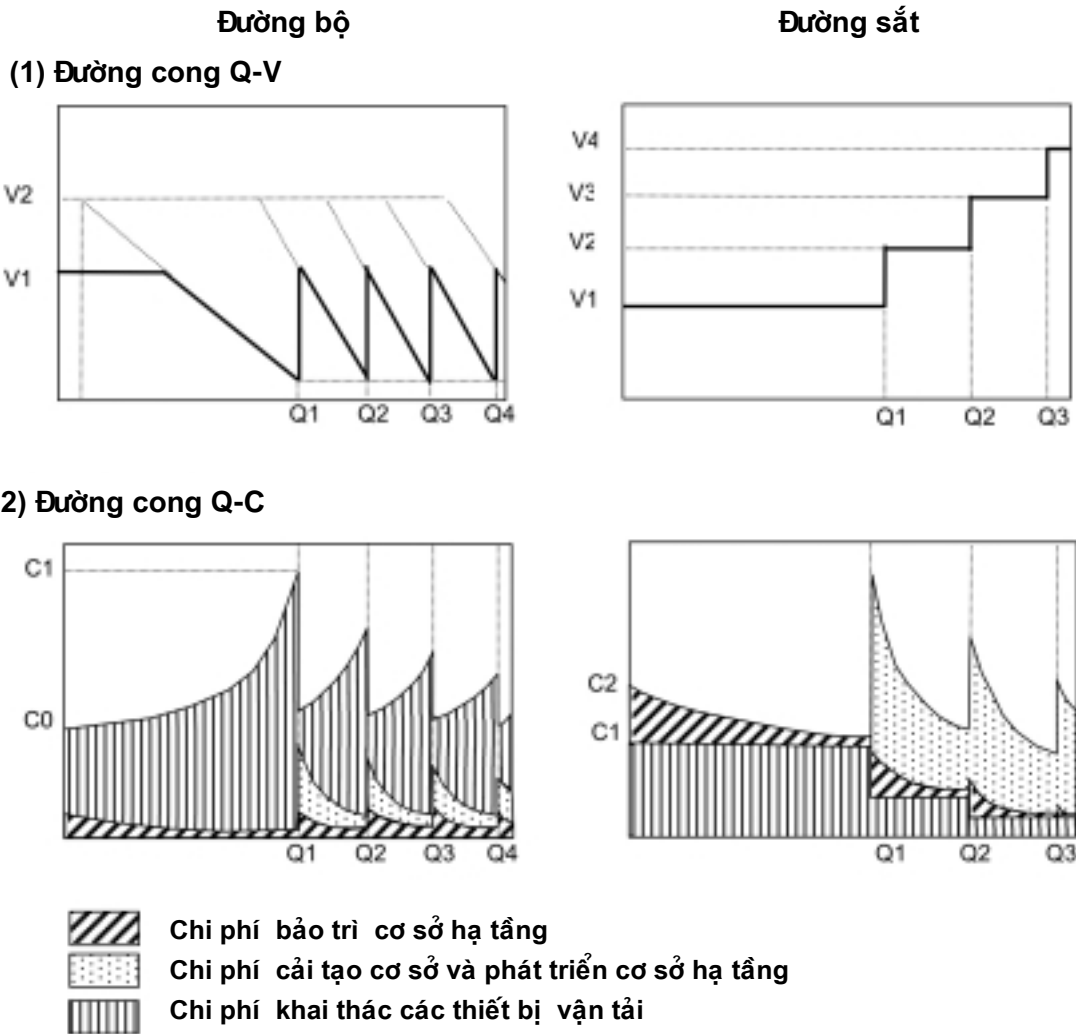 Đường bộ Đường sắt
(1) Đường cong Q-V
V2
V1
Q1 Q2 Q3 Q4
V4
V3
V2
V1
Q1 Q2 Q3
2) Đường cong Q-C
C1
C0
Q1 Q2 Q3 Q4
C2
C1
Q1 Q2 Q3
Chi phí bảo trì cơ sở hạ tầng
Chi phí cải tạo cơ sở và phát triển cơ sở hạ tầng
Chi phí khai thác các thiết bị vận tải